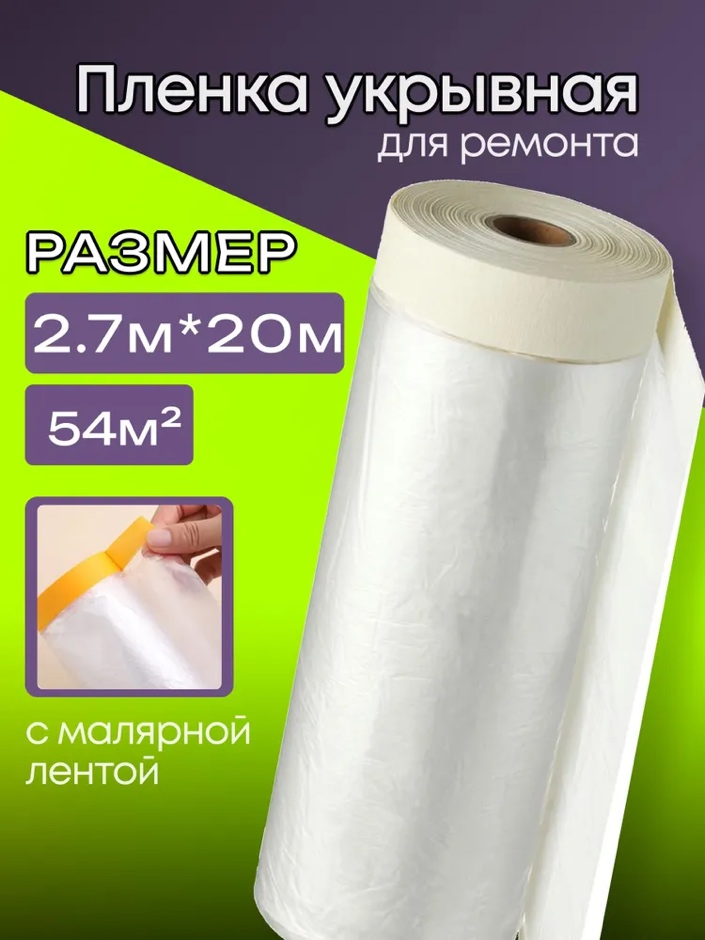 Пленка укрывная
для ремонта
РАЗМЕР
2.7м*20м
54м²
с малярной
лентой